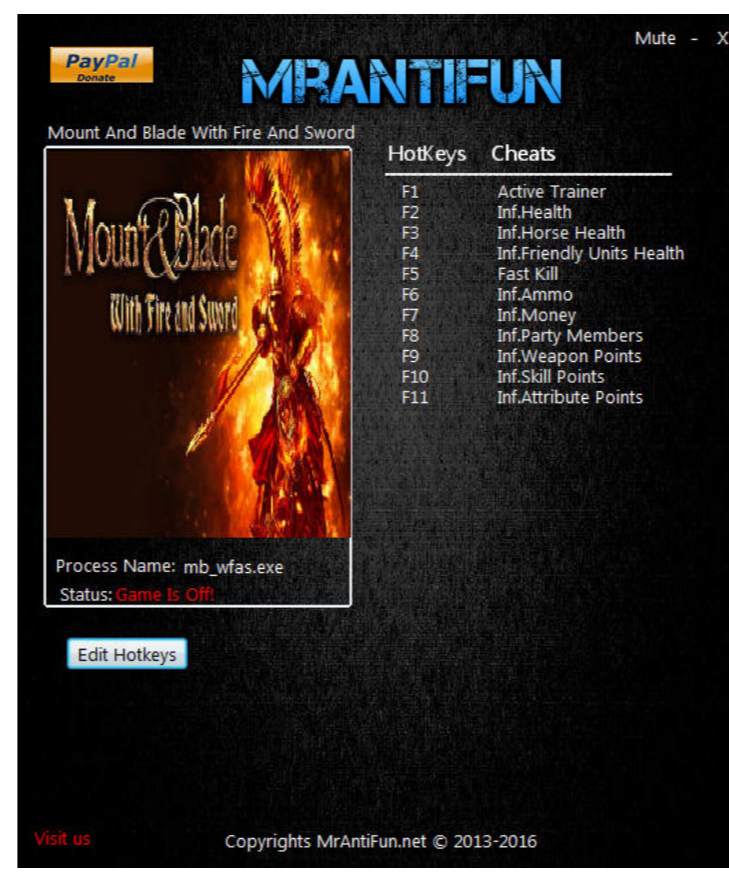 Mute - X
PayPal
Donate
MRANTIFUN
Mount And Blade With Fire And Sword
HotKeys Cheats
Mount&Blade
With Fire and Sword
F1 Active Trainer
F2 Inf.Health
F3 Inf.Horse Health
F4 Inf.Friendly Units Health
F5 Fast Kill
F6 Inf.Ammo
F7 Inf.Money
F8 Inf.Party Members
F9 Inf.Weapon Points
F10 Inf.Skill Points
F11 Inf.Attribute Points
Process Name: mb_wfas.exe
Status: Game Is Off!
Edit Hotkeys
Visit us
Copyrights MrAntiFun.net © 2013-2016